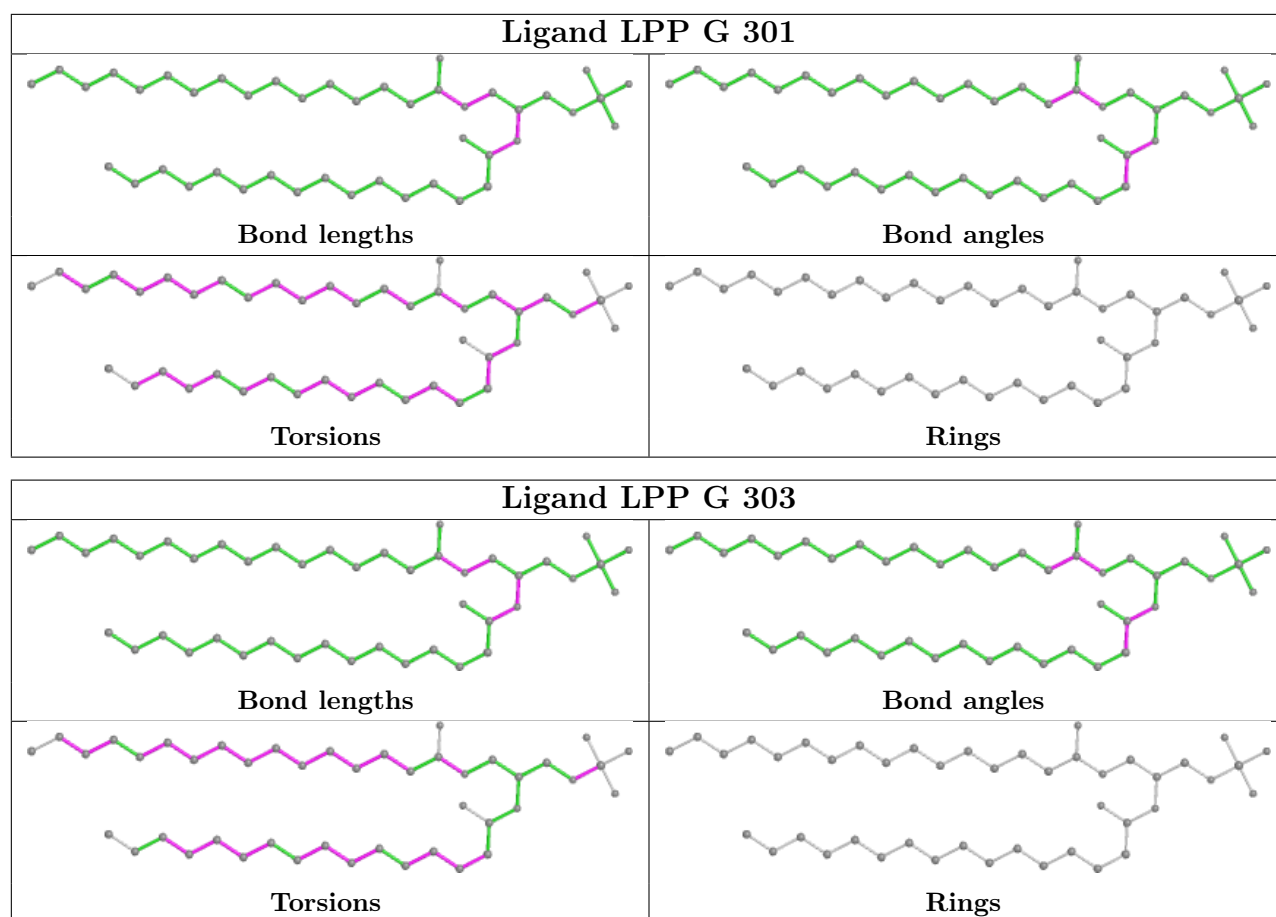 Ligand LPP G 301
Bond lengths
Bond angles
Torsions
Rings
Ligand LPP G 303
Bond lengths
Bond angles
Torsions
Rings